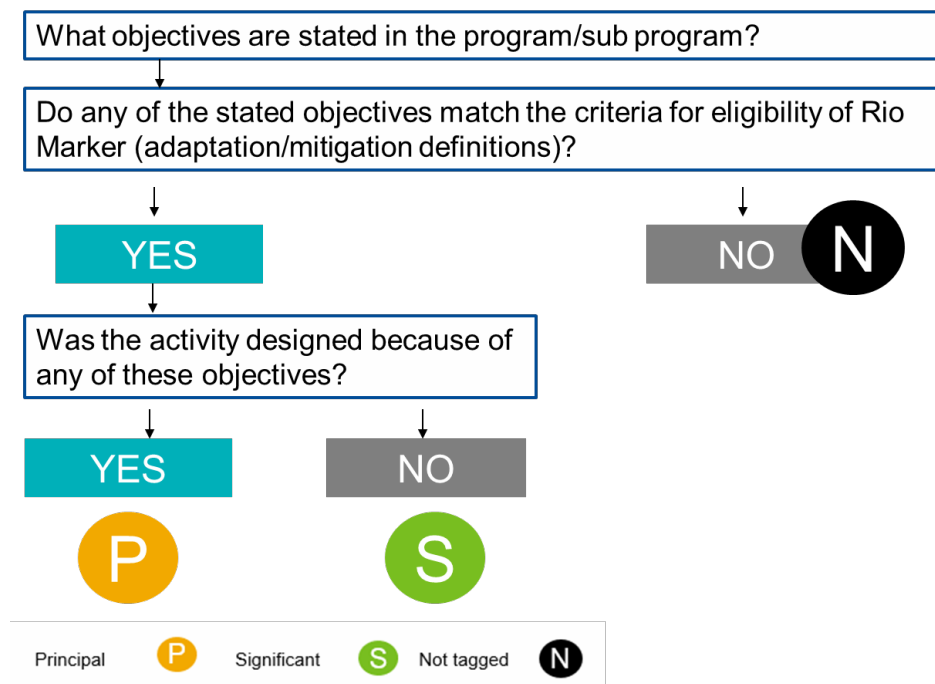 What objectives are stated in the program/sub program?
Do any of the stated objectives match the criteria for eligibility of Rio
Marker (adaptation/mitigation definitions)?
YES
NO
N
Was the activity designed because of
any of these objectives?
YES
NO
P
S
Principal P Significant S Not tagged N